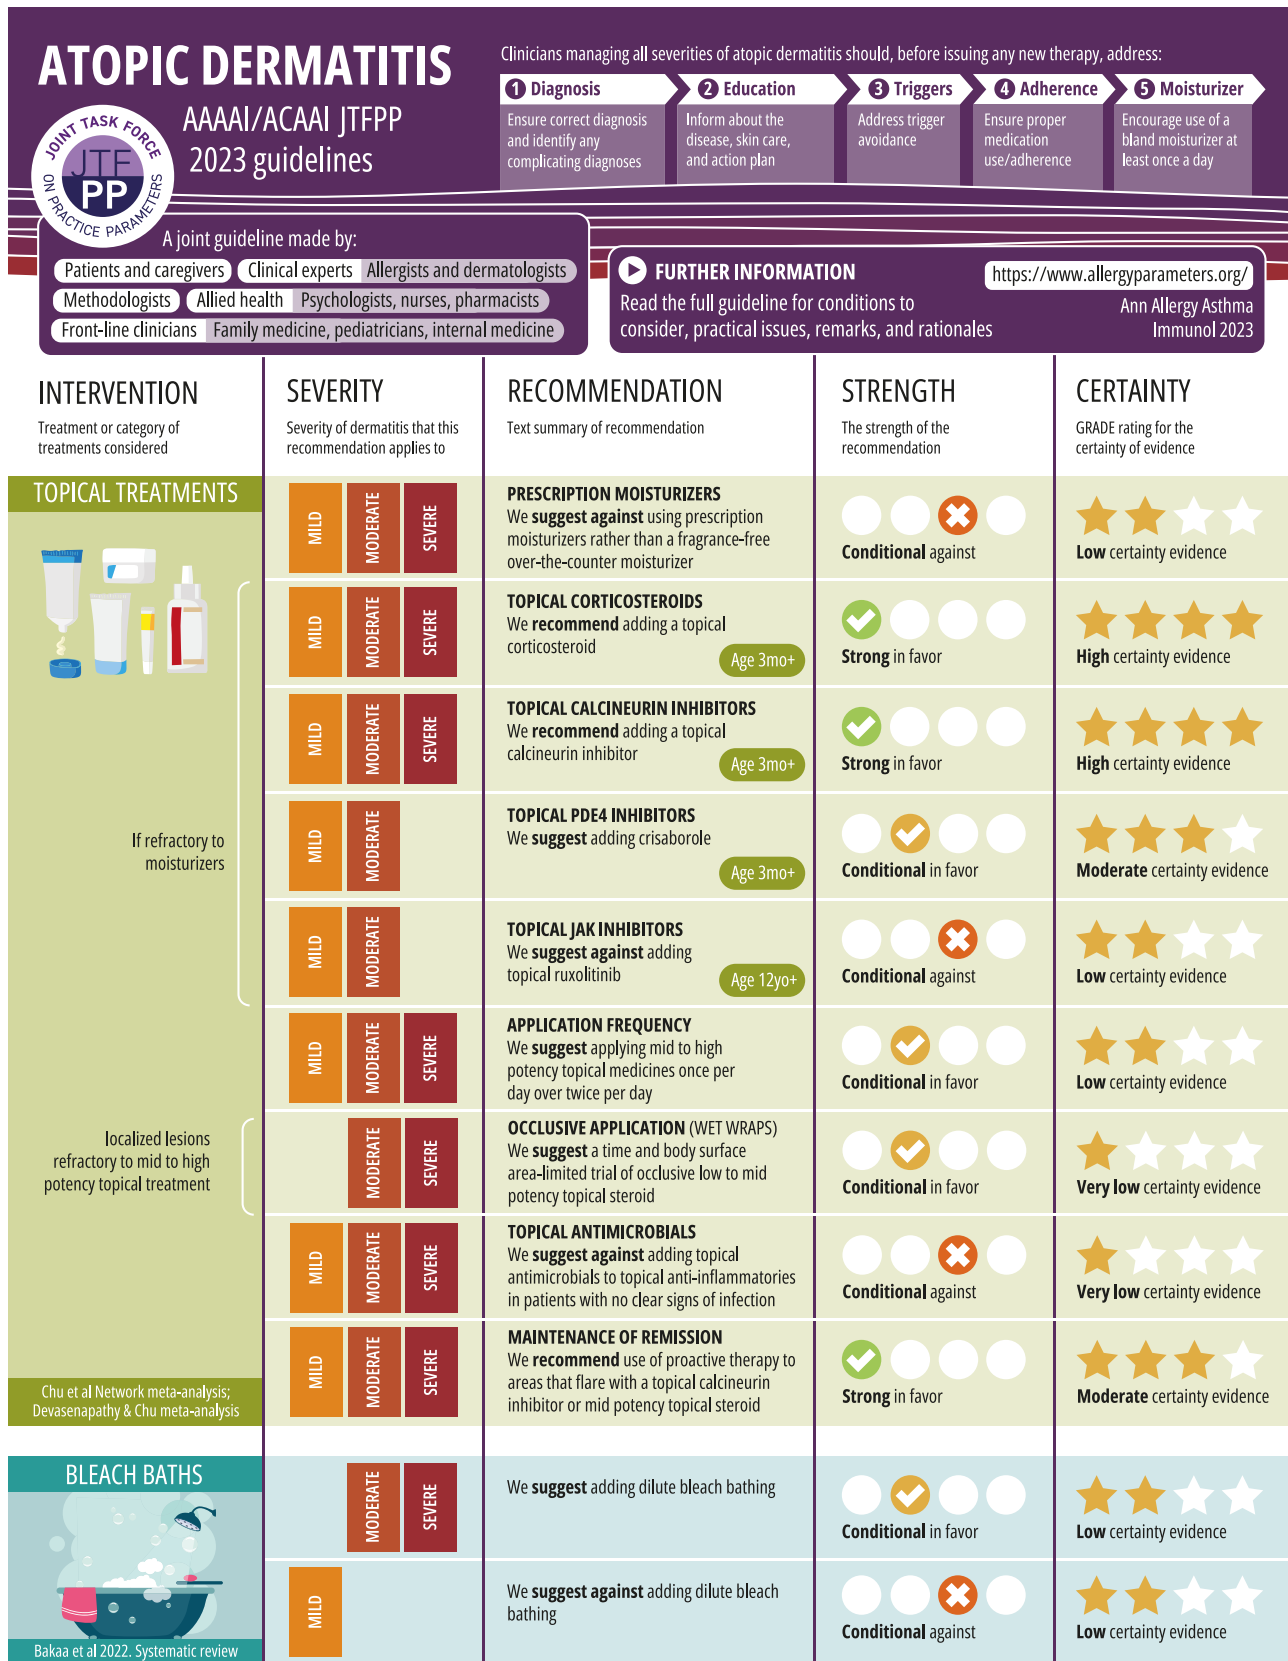 ATOPIC DERMATITIS
AAAAI/ACAAI JTFPP
2023 guidelines
JOINT TASK FORCE
JTF
PP
ON PRACTICE PARAMETERS
Clinicians managing all severities of atopic dermatitis should, before issuing any new therapy, address:
1 Diagnosis
Ensure correct diagnosis
and identify any
complicating diagnoses
2 Education
Inform about the
disease, skin care,
and action plan
3 Triggers
Address trigger
avoidance
4 Adherence
Ensure proper
medication
use/adherence
5 Moisturizer
Encourage use of a
bland moisturizer at
least once a day
A joint guideline made by:
Patients and caregivers Clinical experts Allergists and dermatologists
Methodologists Allied health Psychologists, nurses, pharmacists
Front-line clinicians Family medicine, pediatricians, internal medicine
FURTHER INFORMATION
Read the full guideline for conditions to
consider, practical issues, remarks, and rationales
https://www.allergyparameters.org/
Ann Allergy Asthma
Immunol 2023
INTERVENTION
Treatment or category of
treatments considered
SEVERITY
Severity of dermatitis that this
recommendation applies to
RECOMMENDATION
Text summary of recommendation
STRENGTH
The strength of the
recommendation
CERTAINTY
GRADE rating for the
certainty of evidence
TOPICAL TREATMENTS
MILD
MODERATE
SEVERE
PRESCRIPTION MOISTURIZERS
We suggest against using prescription
moisturizers rather than a fragrance-free
over-the-counter moisturizer
Conditional against
Low certainty evidence
If refractory to
moisturizers
MILD
MODERATE
SEVERE
TOPICAL CORTICOSTEROIDS
We recommend adding a topical
corticosteroid
Age 3mo+
Strong in favor
High certainty evidence
MILD
MODERATE
SEVERE
TOPICAL CALCINEURIN INHIBITORS
We recommend adding a topical
calcineurin inhibitor
Age 3mo+
Strong in favor
High certainty evidence
MILD
MODERATE
TOPICAL PDE4 INHIBITORS
We suggest adding crisaborole
Age 3mo+
Conditional in favor
Moderate certainty evidence
MILD
MODERATE
TOPICAL JAK INHIBITORS
We suggest against adding
topical ruxolitinib
Age 12yo+
Conditional against
Low certainty evidence
MILD
MODERATE
SEVERE
APPLICATION FREQUENCY
We suggest applying mid to high
potency topical medicines once per
day over twice per day
Conditional in favor
Low certainty evidence
localized lesions
refractory to mid to high
potency topical treatment
MODERATE
SEVERE
OCCLUSIVE APPLICATION (WET WRAPS)
We suggest a time and body surface
area-limited trial of occlusive low to mid
potency topical steroid
Conditional in favor
Very low certainty evidence
MILD
MODERATE
SEVERE
TOPICAL ANTIMICROBIALS
We suggest against adding topical
antimicrobials to topical anti-inflammatories
in patients with no clear signs of infection
Conditional against
Very low certainty evidence
MILD
MODERATE
SEVERE
MAINTENANCE OF REMISSION
We recommend use of proactive therapy to
areas that flare with a topical calcineurin
inhibitor or mid potency topical steroid
Strong in favor
Moderate certainty evidence
Chu et al Network meta-analysis;
Devasenapathy & Chu meta-analysis
BLEACH BATHS
MODERATE
SEVERE
We suggest adding dilute bleach bathing
Conditional in favor
Low certainty evidence
MILD
We suggest against adding dilute bleach
bathing
Conditional against
Low certainty evidence
Bakaa et al 2022. Systematic review